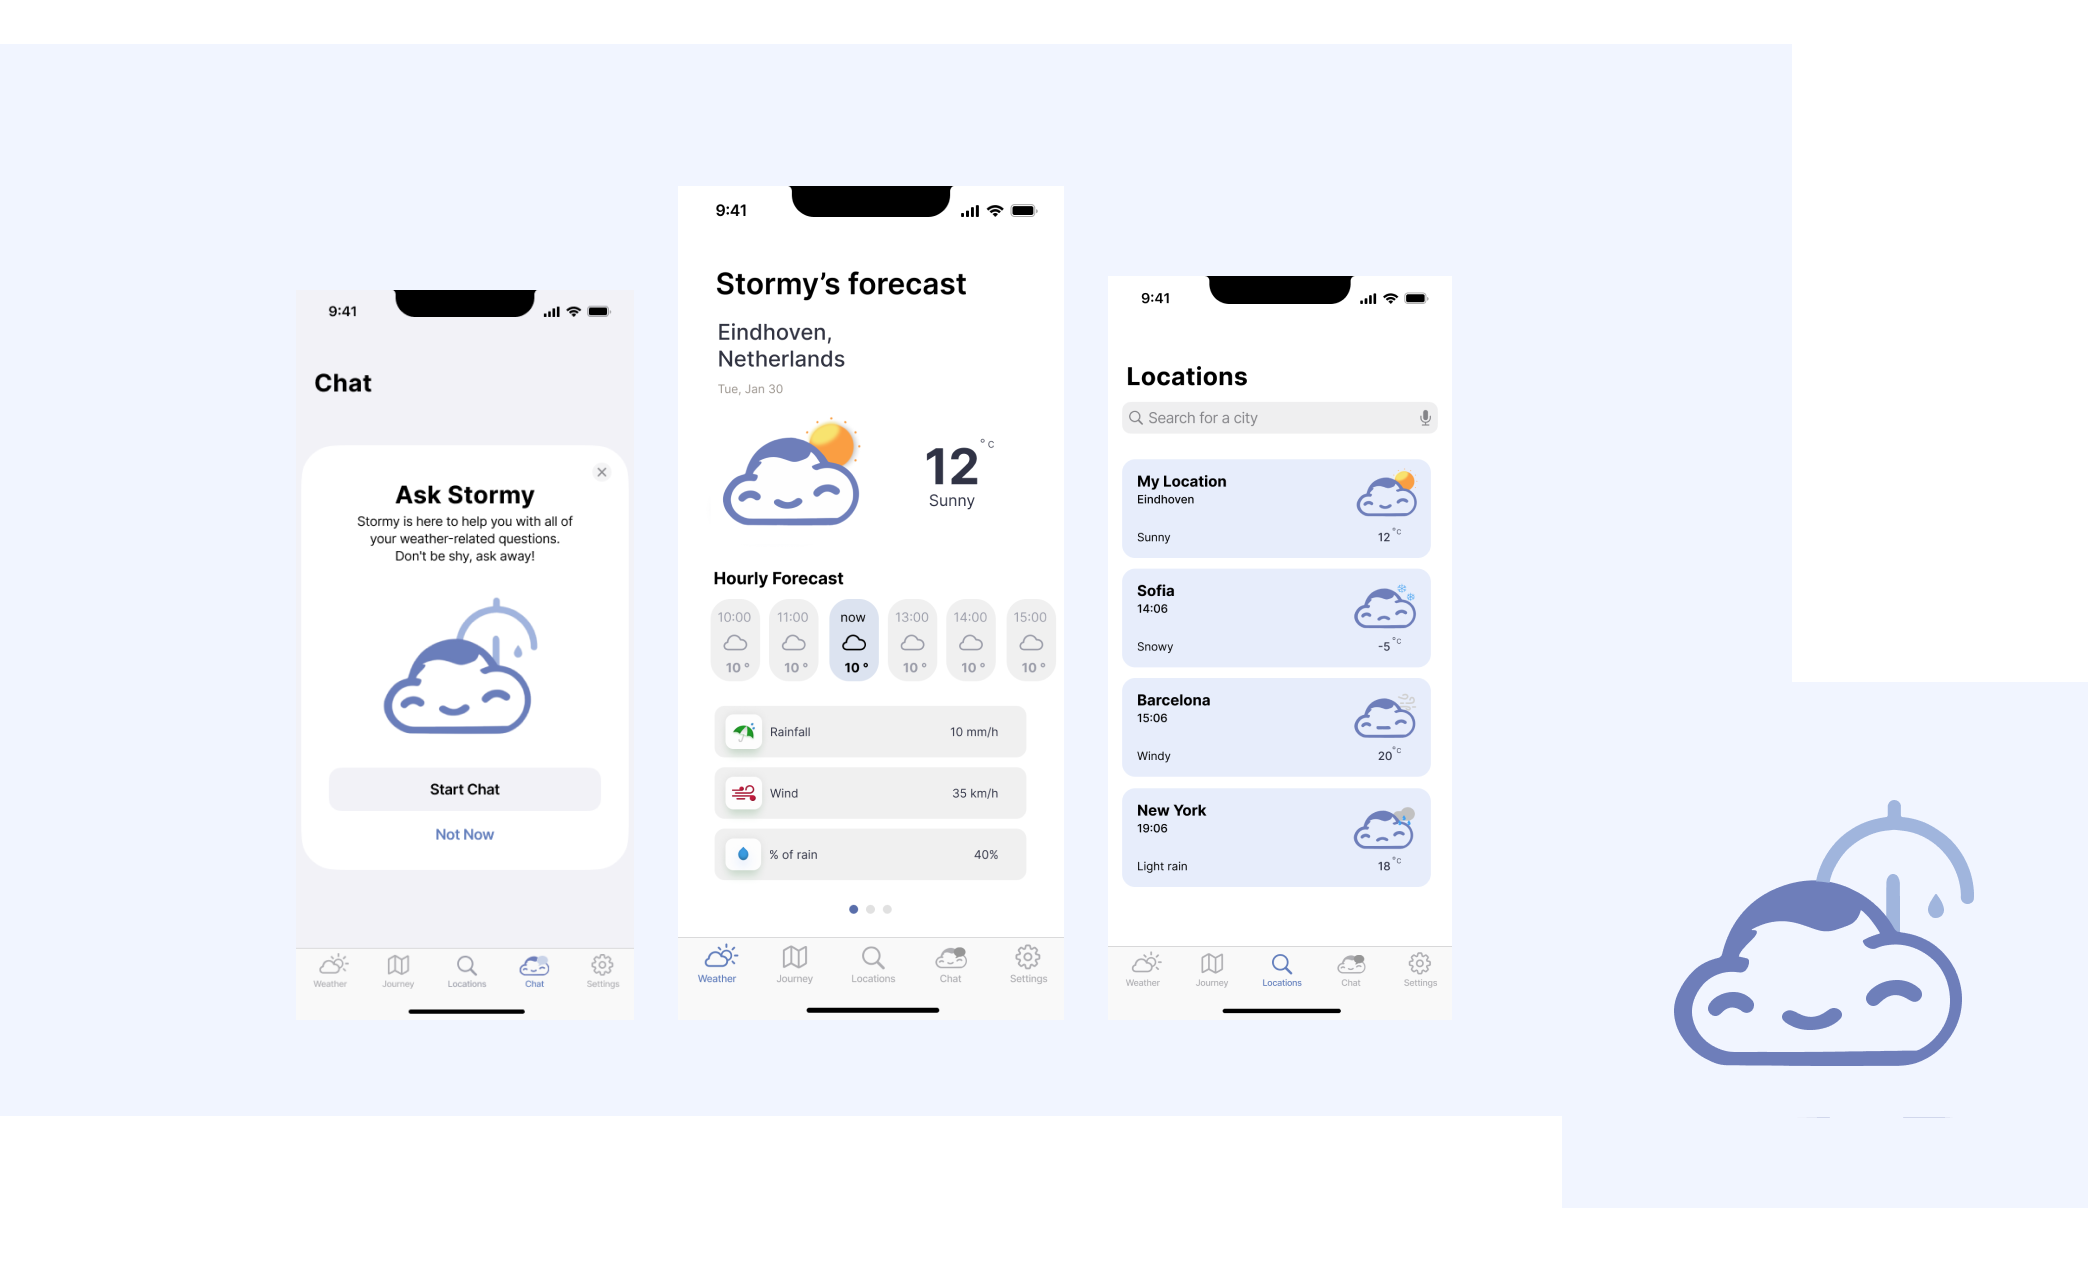 9:41
Chat
Ask Stormy
Stormy is here to help you with all of
your weather-related questions.
Don't be shy, ask away!
Start Chat
Not Now
Weather Journey Locations Chat Settings
9:41
Stormy’s forecast
Eindhoven,
Netherlands
Tue, Jan 30
12 °c
Sunny
Hourly Forecast
10:00 11:00 now 13:00 14:00 15:00
10 ° 10 ° 10 ° 10 ° 10 ° 10 °
Rainfall 10 mm/h
Wind 35 km/h
% of rain 40%
Weather Journey Locations Chat Settings
9:41
Locations
Search for a city
My Location
Eindhoven
Sunny 12 °c
Sofia
14:06
Snowy -5 °c
Barcelona
15:06
Windy 20 °c
New York
19:06
Light rain 18 °c
Weather Journey Locations Chat Settings